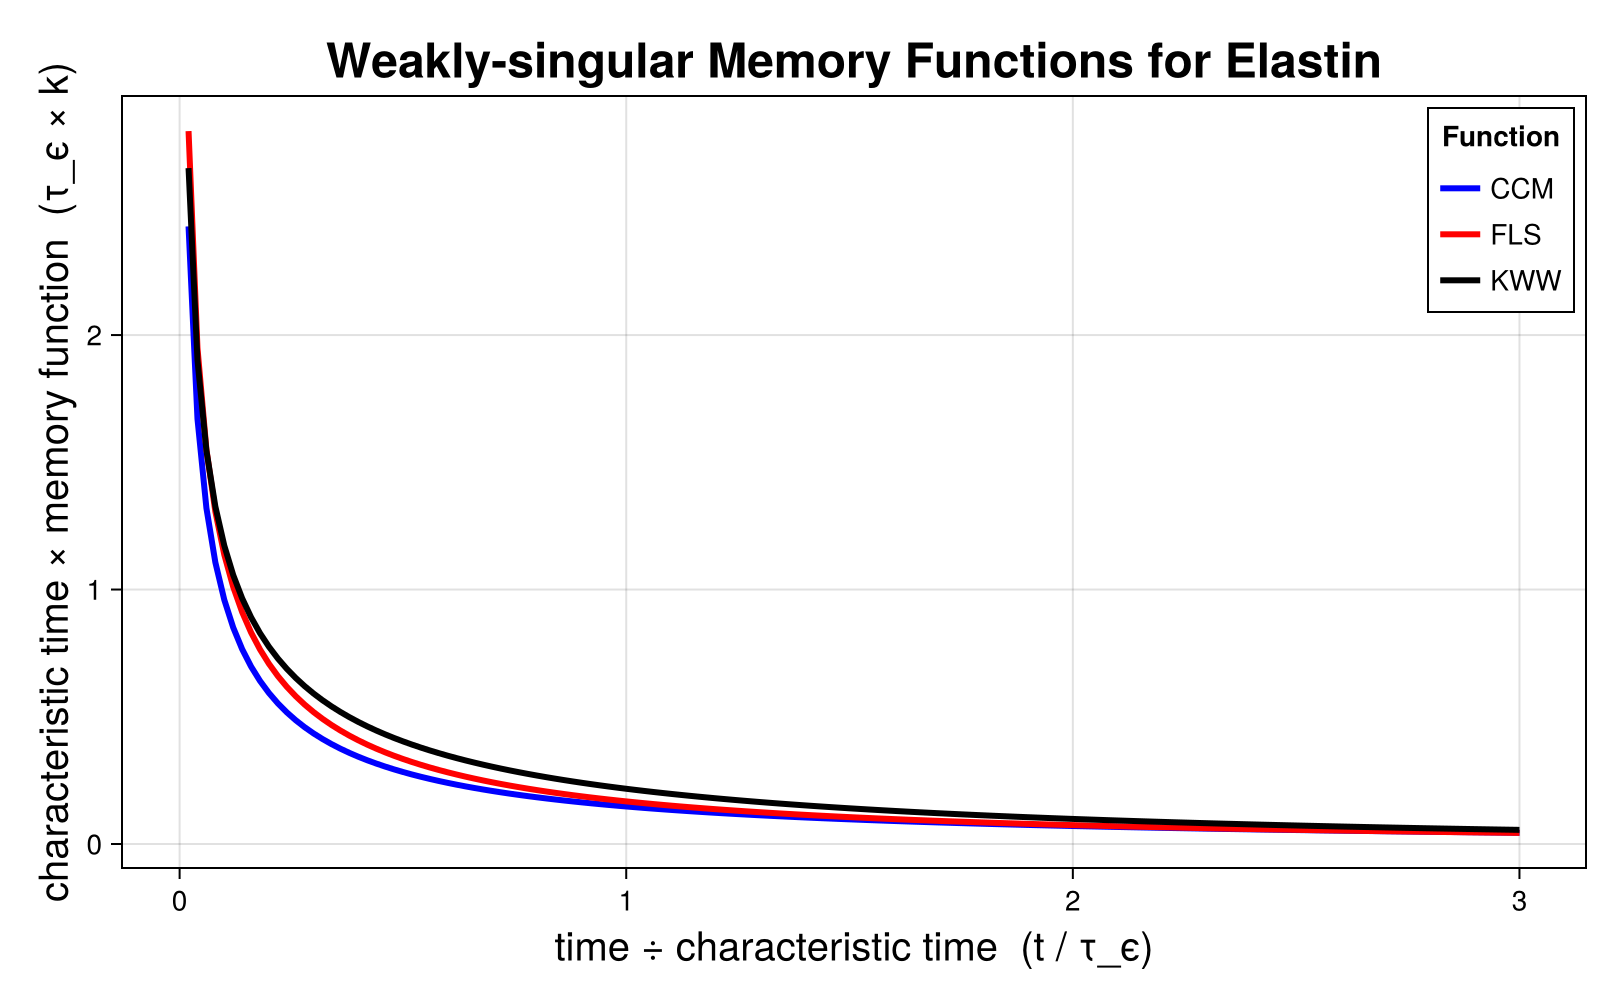 Weakly-singular Memory Functions for Elastin
characteristic time × memory function (τ_ϵ × k)
2
1
0
0
1
2
3
time ÷ characteristic time (t / τ_ϵ)
Function
CCM
FLS
KWW